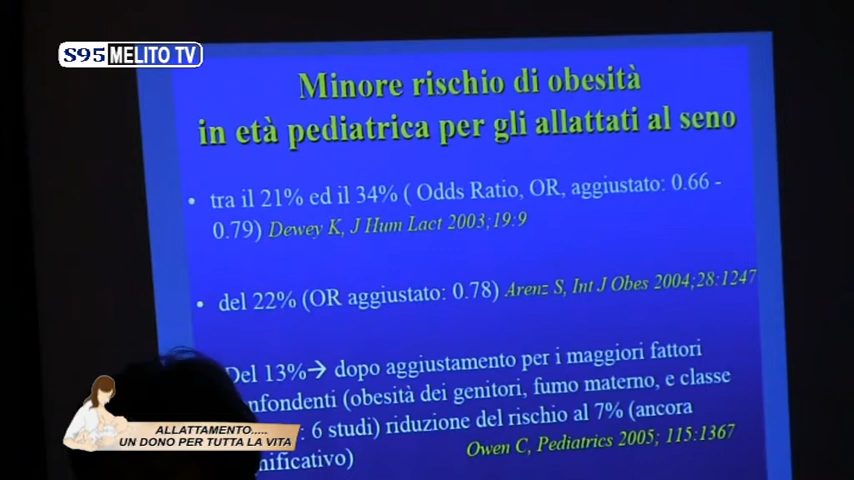 S95 MELITO TV
Minore rischio di obesità
in età pediatrica per gli allattati al seno
• tra il 21% ed il 34% ( Odds Ratio, OR, aggiustato: 0.66 -
0.79) Dewey K, J Hum Lact 2003;19:9
• del 22% (OR aggiustato: 0.78) Arenz S, Int J Obes 2004;28:1247
Del 13%→ dopo aggiustamento per i maggiori fattori
(obesità dei genitori, fumo materno, e classe
: 6 studi) riduzione del rischio al 7% (ancora
Owen C, Pediatrics 2005; 115:1367
ALLATTAMENTO.....
UN DONO PER TUTTA LA VITA